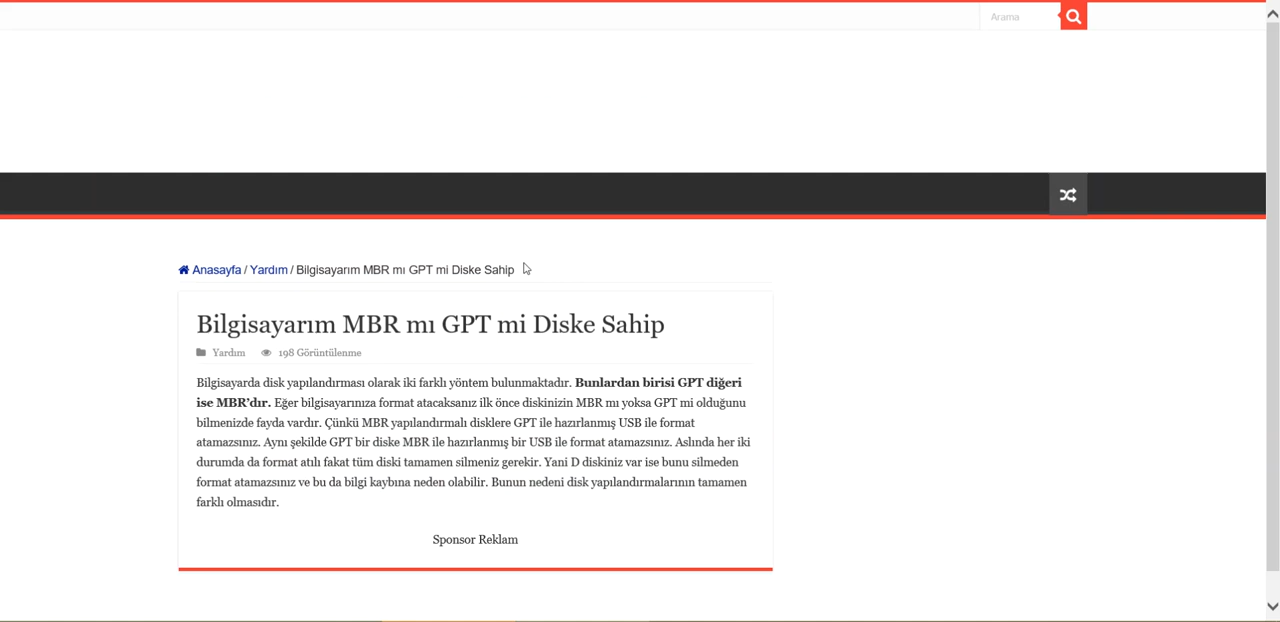 Arama
Anasayfa / Yardım / Bilgisayarım MBR mı GPT mi Diske Sahip
Bilgisayarım MBR mı GPT mi Diske Sahip
Yardım 198 Görüntülenme
Bilgisayarda disk yapılandırması olarak iki farklı yöntem bulunmaktadır. Bunlardan birisi GPT diğeri
ise MBR’dır. Eğer bilgisayarınıza format atacaksanız ilk önce diskinizin MBR mı yoksa GPT mi olduğunu
bilmenizde fayda vardır. Çünkü MBR yapılandırmalı disklere GPT ile hazırlanmış USB ile format
atamazsınız. Aynı şekilde GPT bir diske MBR ile hazırlanmış bir USB ile format atamazsınız. Aslında her iki
durumda da format atılı fakat tüm diski tamamen silmeniz gerekir. Yani D diskiniz var ise bunu silmeden
format atamazsınız ve bu da bilgi kaybına neden olabilir. Bunun nedeni disk yapılandırmalarının tamamen
farklı olmasıdır.
Sponsor Reklam